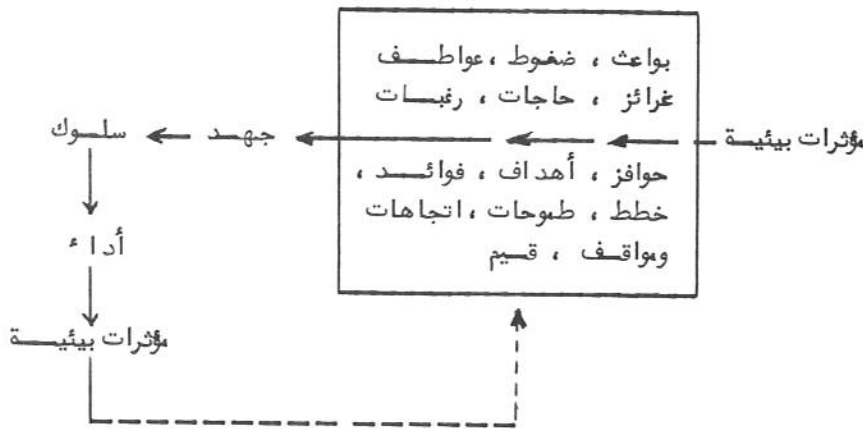 بواعث ، ضغوط ، عواطف
غرائز ، حاجات ، رغبات
مؤثرات بيئية
جهد
سلوك
حوافز ، أهداف ، فوائد ،
خطط ، طموحات ، اتجاهات
ومواقف ، قيم
أداء
مؤثرات بيئية